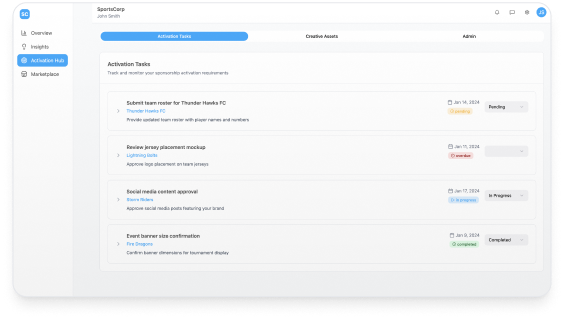 SC
SportsCorp
John Smith
JS
Overview
Insights
Activation Hub
Marketplace
Activation Tasks
Creative Assets
Admin
Activation Tasks
Track and monitor your sponsorship activation requirements
Submit team roster for Thunder Hawks FC
Thunder Hawks FC
Provide updated team roster with player names and numbers
Jan 14, 2024
pending
Pending
Review jersey placement mockup
Lightning Bolts
Approve logo placement on team jerseys
Jan 11, 2024
overdue
Social media content approval
Storm Riders
Approve social media posts featuring your brand
Jan 17, 2024
in progress
In Progress
Event banner size confirmation
Fire Dragons
Confirm banner dimensions for tournament display
Jan 9, 2024
completed
Completed